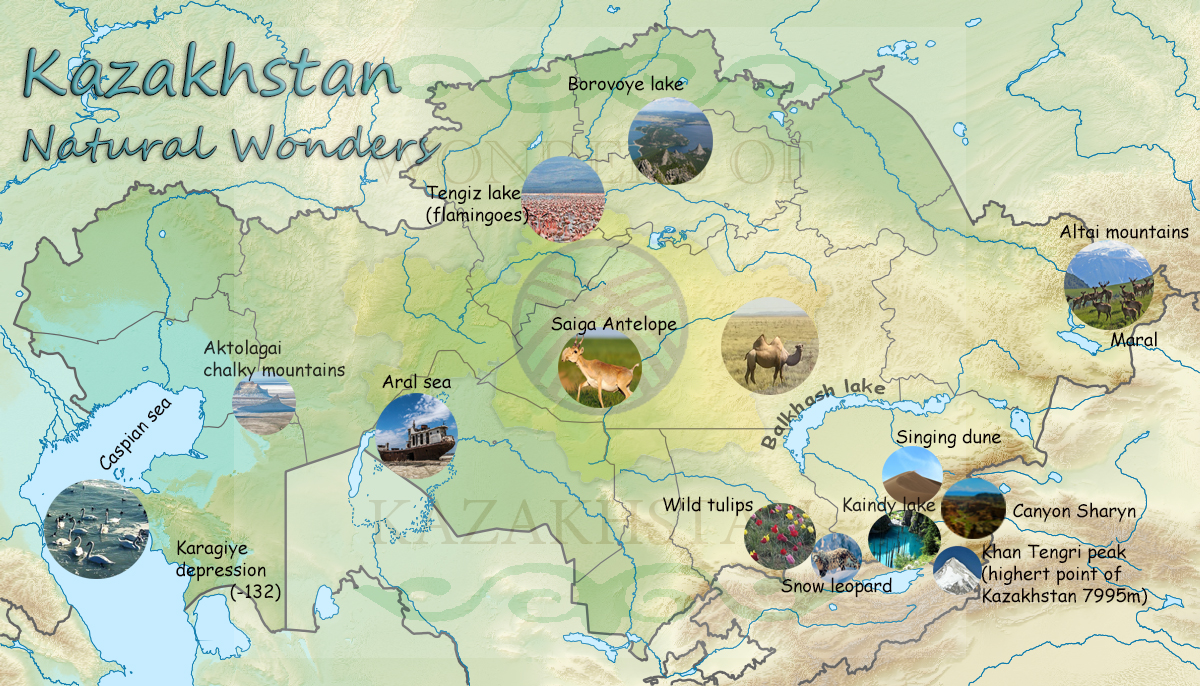 Kazakhstan
Natural Wonders
WONDERS OF
KAZAKHSTAN
Borovoye lake
Tengiz lake
(flamingoes)
Altai mountains
Maral
Saiga Antelope
Aktolagai
chalky mountains
Aral sea
Balkhash lake
Caspian sea
Singing dune
Wild tulips
Kaindy lake
Canyon Sharyn
Karagiye
depression
(-132)
Snow leopard
Khan Tengri peak
(highert point of
Kazakhstan 7995m)